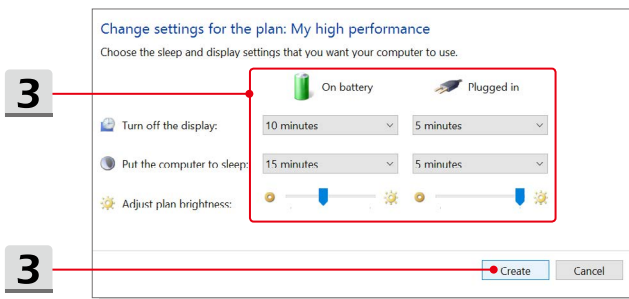 Change settings for the plan: My high performance
Choose the sleep and display settings that you want your computer to use.
3
On battery
Plugged in
Turn off the display:
10 minutes
5 minutes
Put the computer to sleep:
15 minutes
5 minutes
Adjust plan brightness:
3
Create
Cancel